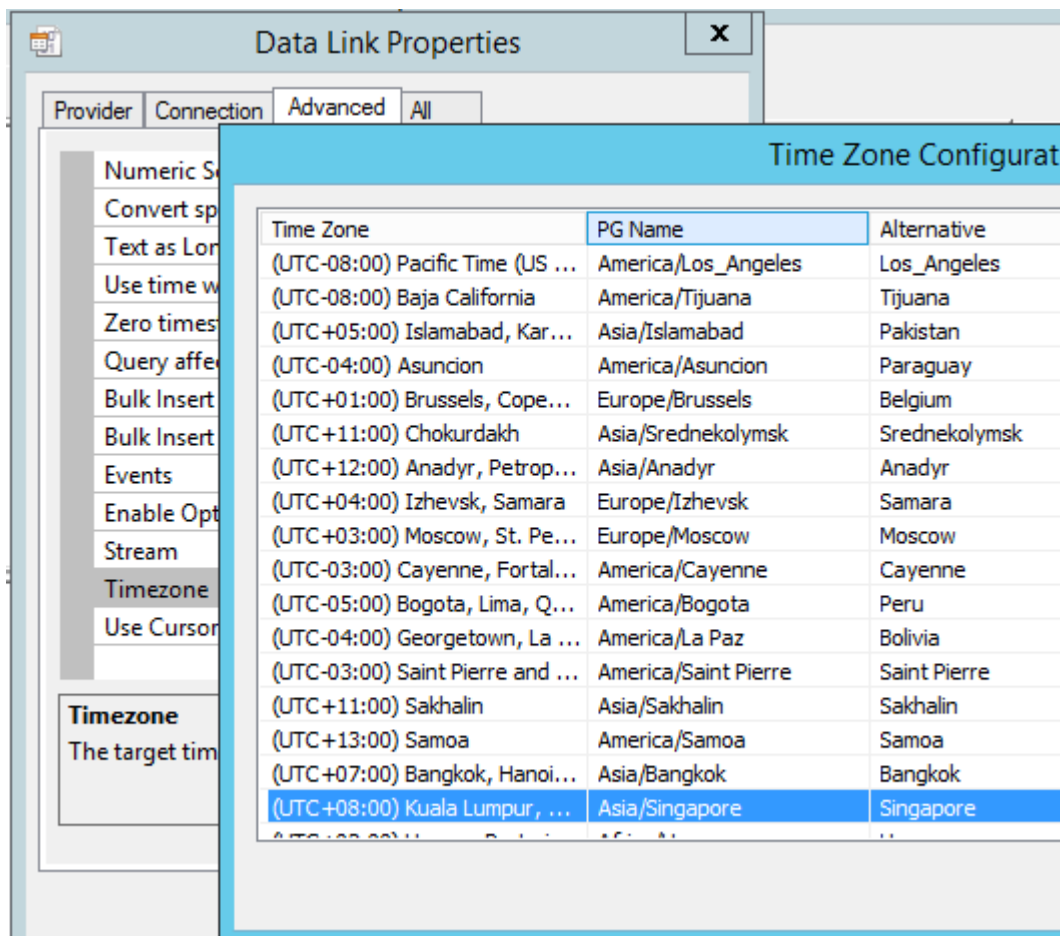 Data Link Properties
x
Provider Connection Advanced All
Time Zone Configurat
Numeric S
Convert sp
Text as Lon
Use time w
Zero times
Query affe
Bulk Insert
Bulk Insert
Events
Enable Opt
Stream
Timezone
Use Cursor
Timezone
The target tim
Time Zone PG Name Alternative
(UTC-08:00) Pacific Time (US ... America/Los_Angeles Los_Angeles
(UTC-08:00) Baja California America/Tijuana Tijuana
(UTC+05:00) Islamabad, Kar... Asia/Islamabad Pakistan
(UTC-04:00) Asuncion America/Asuncion Paraguay
(UTC+01:00) Brussels, Cope... Europe/Brussels Belgium
(UTC+11:00) Chokurdakh Asia/Srednekolymsk Srednekolymsk
(UTC+12:00) Anadyr, Petrop... Asia/Anadyr Anadyr
(UTC+04:00) Izhevsk, Samara Europe/Izhevsk Samara
(UTC+03:00) Moscow, St. Pe... Europe/Moscow Moscow
(UTC-03:00) Cayenne, Fortal... America/Cayenne Cayenne
(UTC-05:00) Bogota, Lima, Q... America/Bogota Peru
(UTC-04:00) Georgetown, La ... America/La Paz Bolivia
(UTC-03:00) Saint Pierre and ... America/Saint Pierre Saint Pierre
(UTC+11:00) Sakhalin Asia/Sakhalin Sakhalin
(UTC+13:00) Samoa America/Samoa Samoa
(UTC+07:00) Bangkok, Hanoi... Asia/Bangkok Bangkok
(UTC+08:00) Kuala Lumpur, ... Asia/Singapore Singapore